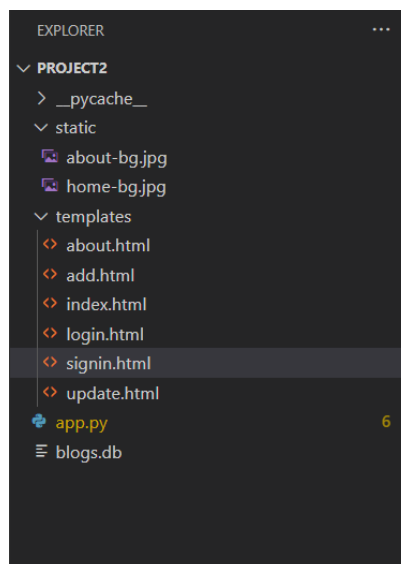 EXPLORER ...
PROJECT2
__pycache__
static
about-bg.jpg
home-bg.jpg
templates
about.html
add.html
index.html
login.html
signin.html
update.html
app.py 6
blogs.db